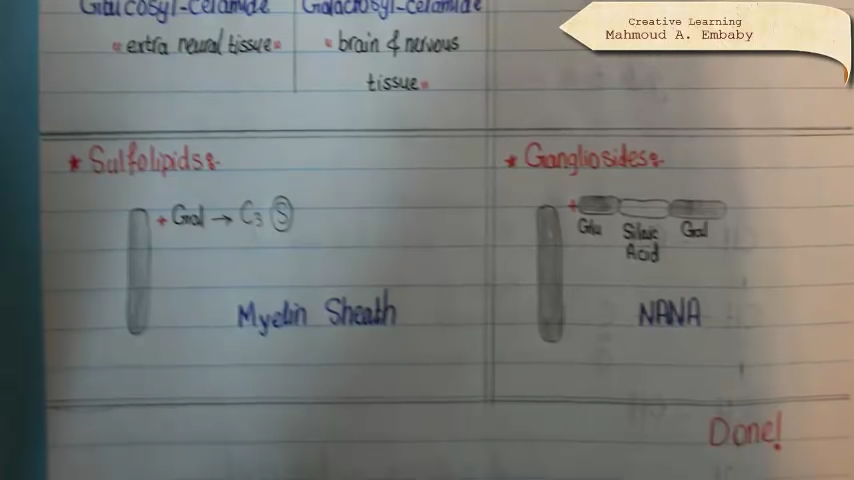 Glucosyl-ceramide
Galactosyl-ceramide
"extra neural tissue"
"brain & nervous
tissue"
Creative Learning
Mahmoud A. Embaby
* Sulfolipids:-
+ Gal → C3 S
Myelin Sheath
* Gangliosides:-
+
Glu
Silaic
Acid
Gal
NANA
Done!